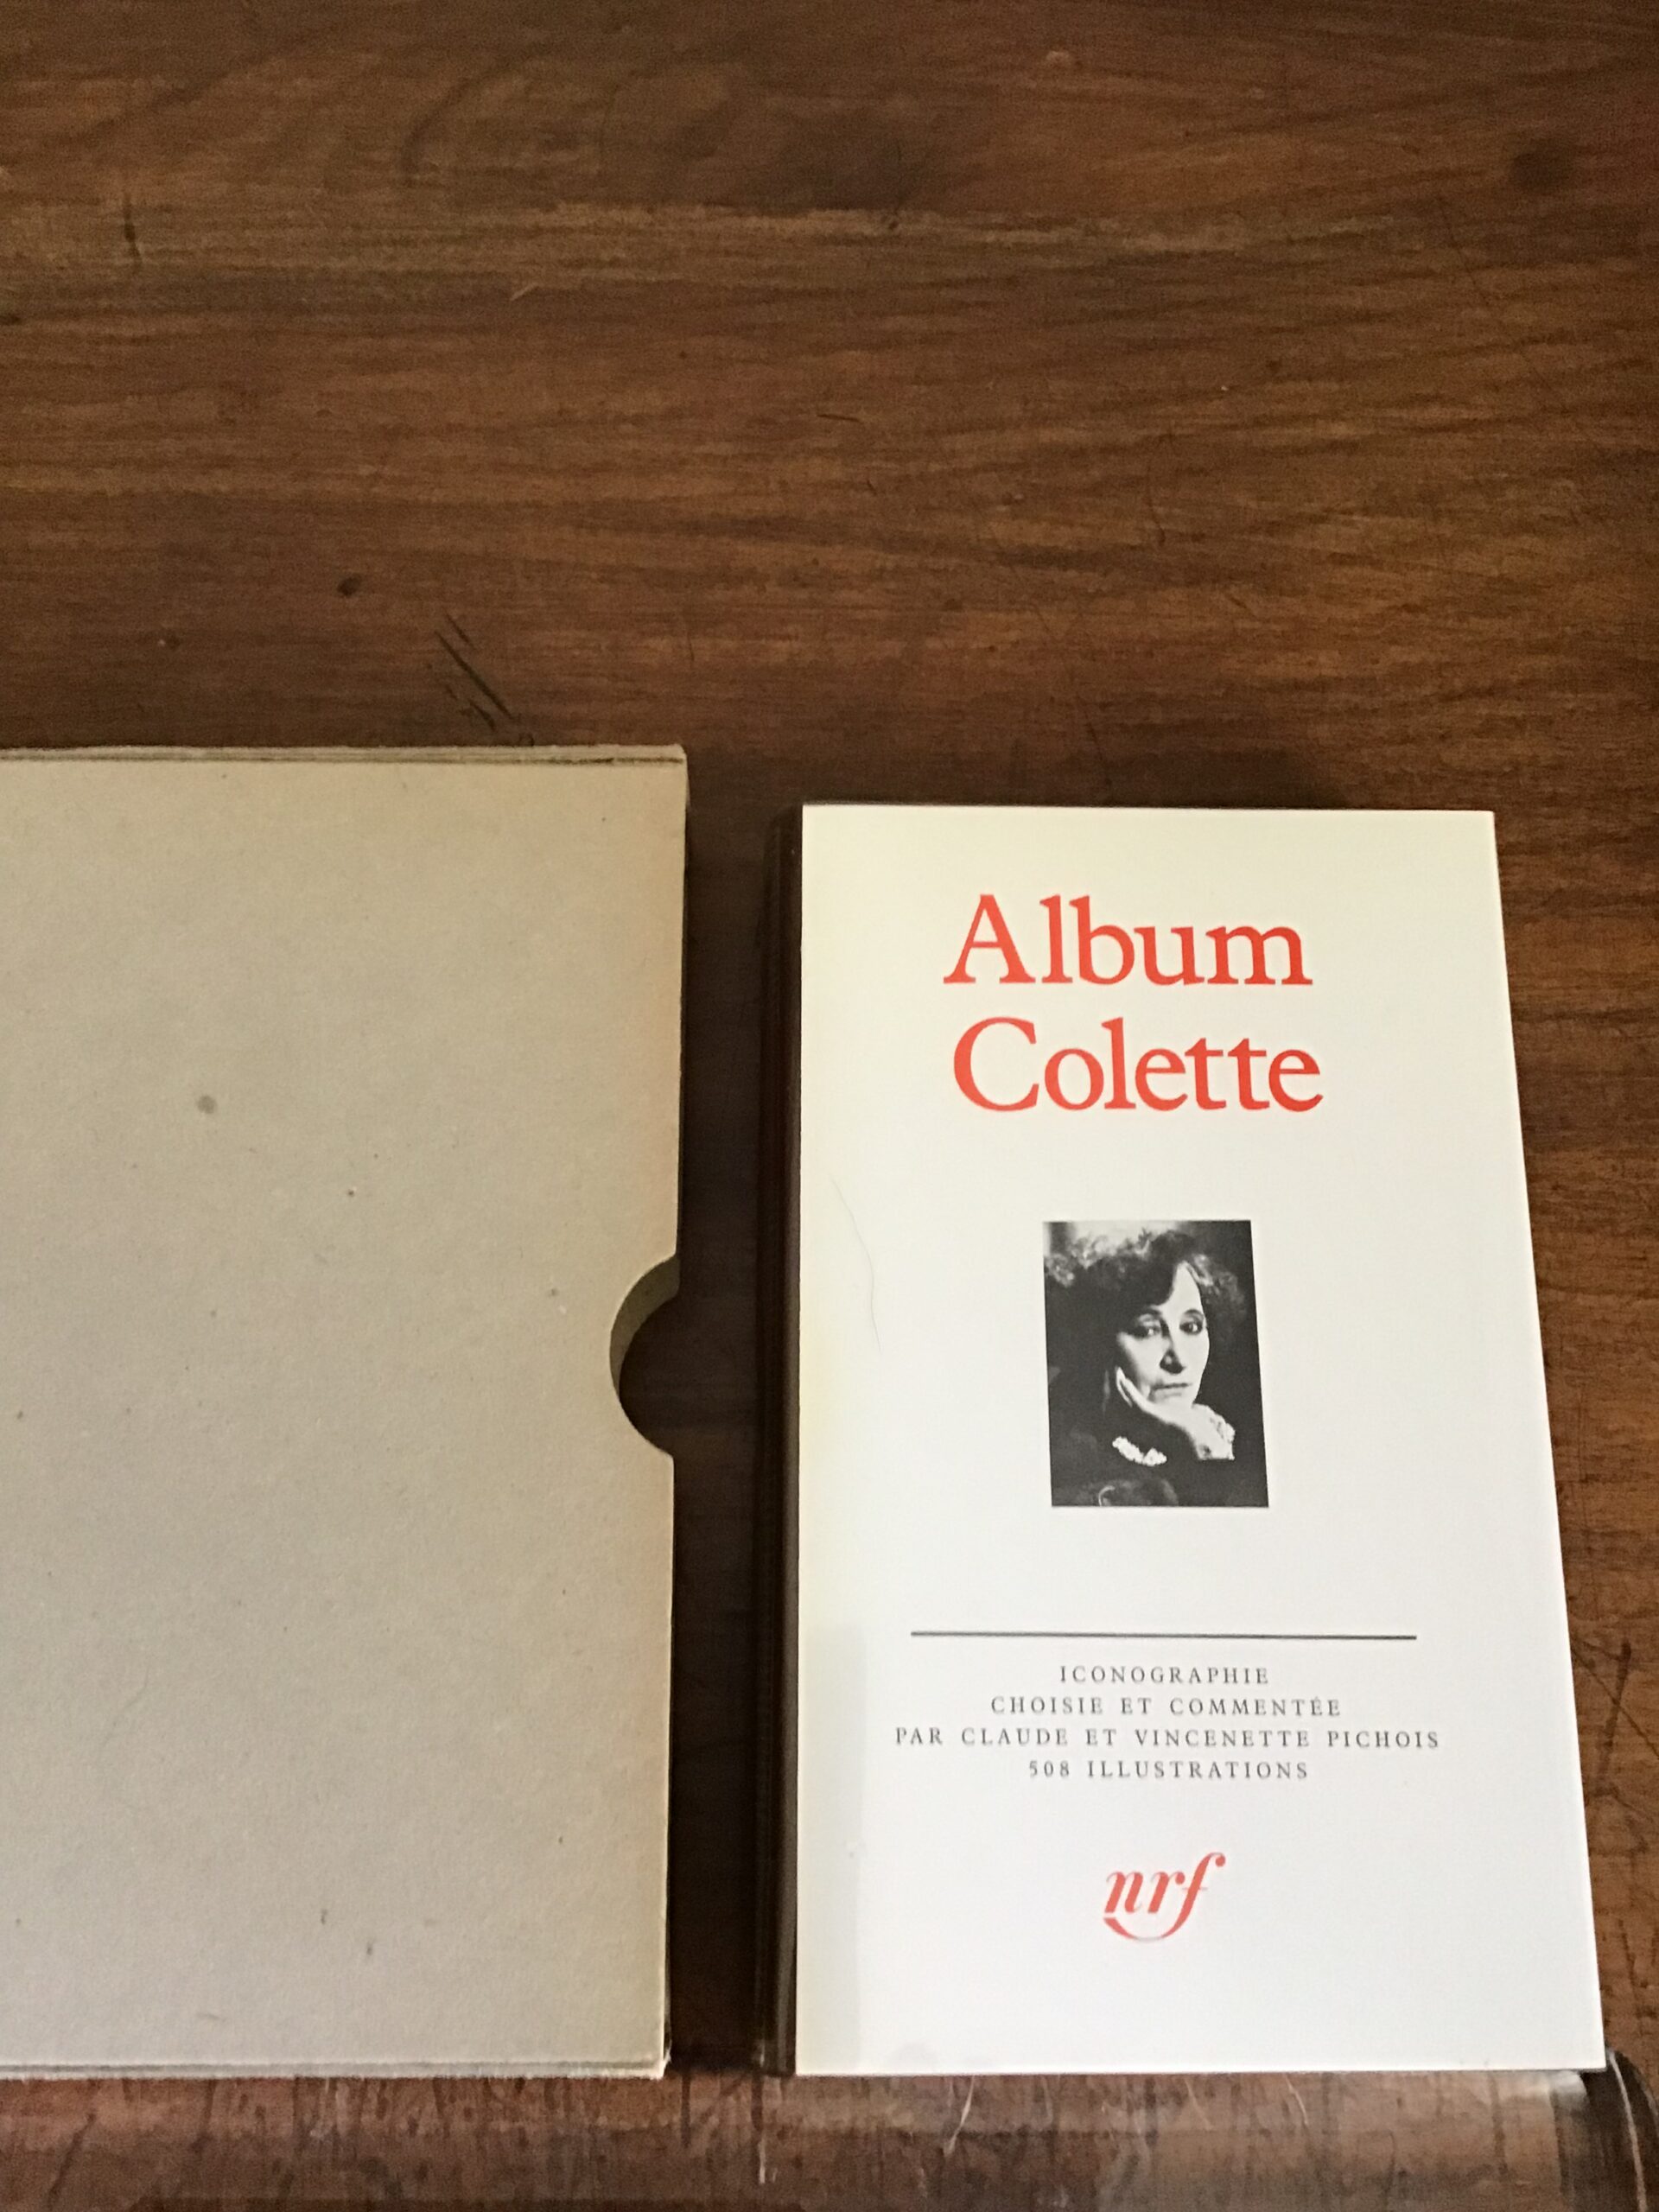 Album
Colette
ICONOGRAPHIE
CHOISIE ET COMMENTÉE
PAR CLAUDE ET VINCENETTE PICHOIS
508 ILLUSTRATIONS
nrf